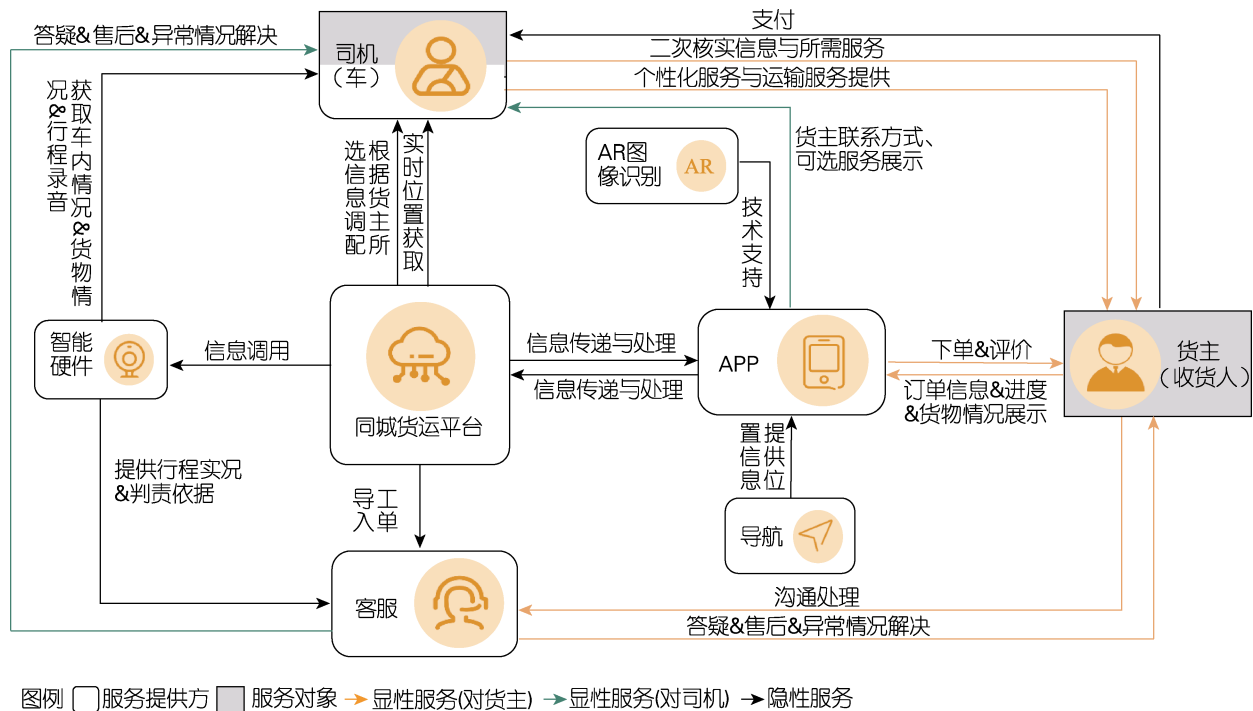 答疑&售后&异常情况解决
司机
（车）
支付
二次核实信息与所需服务
个性化服务与运输服务提供
获取车内情况&货物情
况&行程录音
根据货主所
选信息调配
实时位置获取
AR图
像识别
AR
货主联系方式、
可选服务展示
技术支持
智能
硬件
信息调用
同城货运平台
信息传递与处理
信息传递与处理
APP
下单&评价
订单信息&进度
&货物情况展示
货主
（收货人）
提供位
置信息
提供行程实况
&判责依据
导入
工单
导航
客服
沟通处理
答疑&售后&异常情况解决
图例 服务提供方 服务对象 显性服务(对货主) 显性服务(对司机) 隐性服务